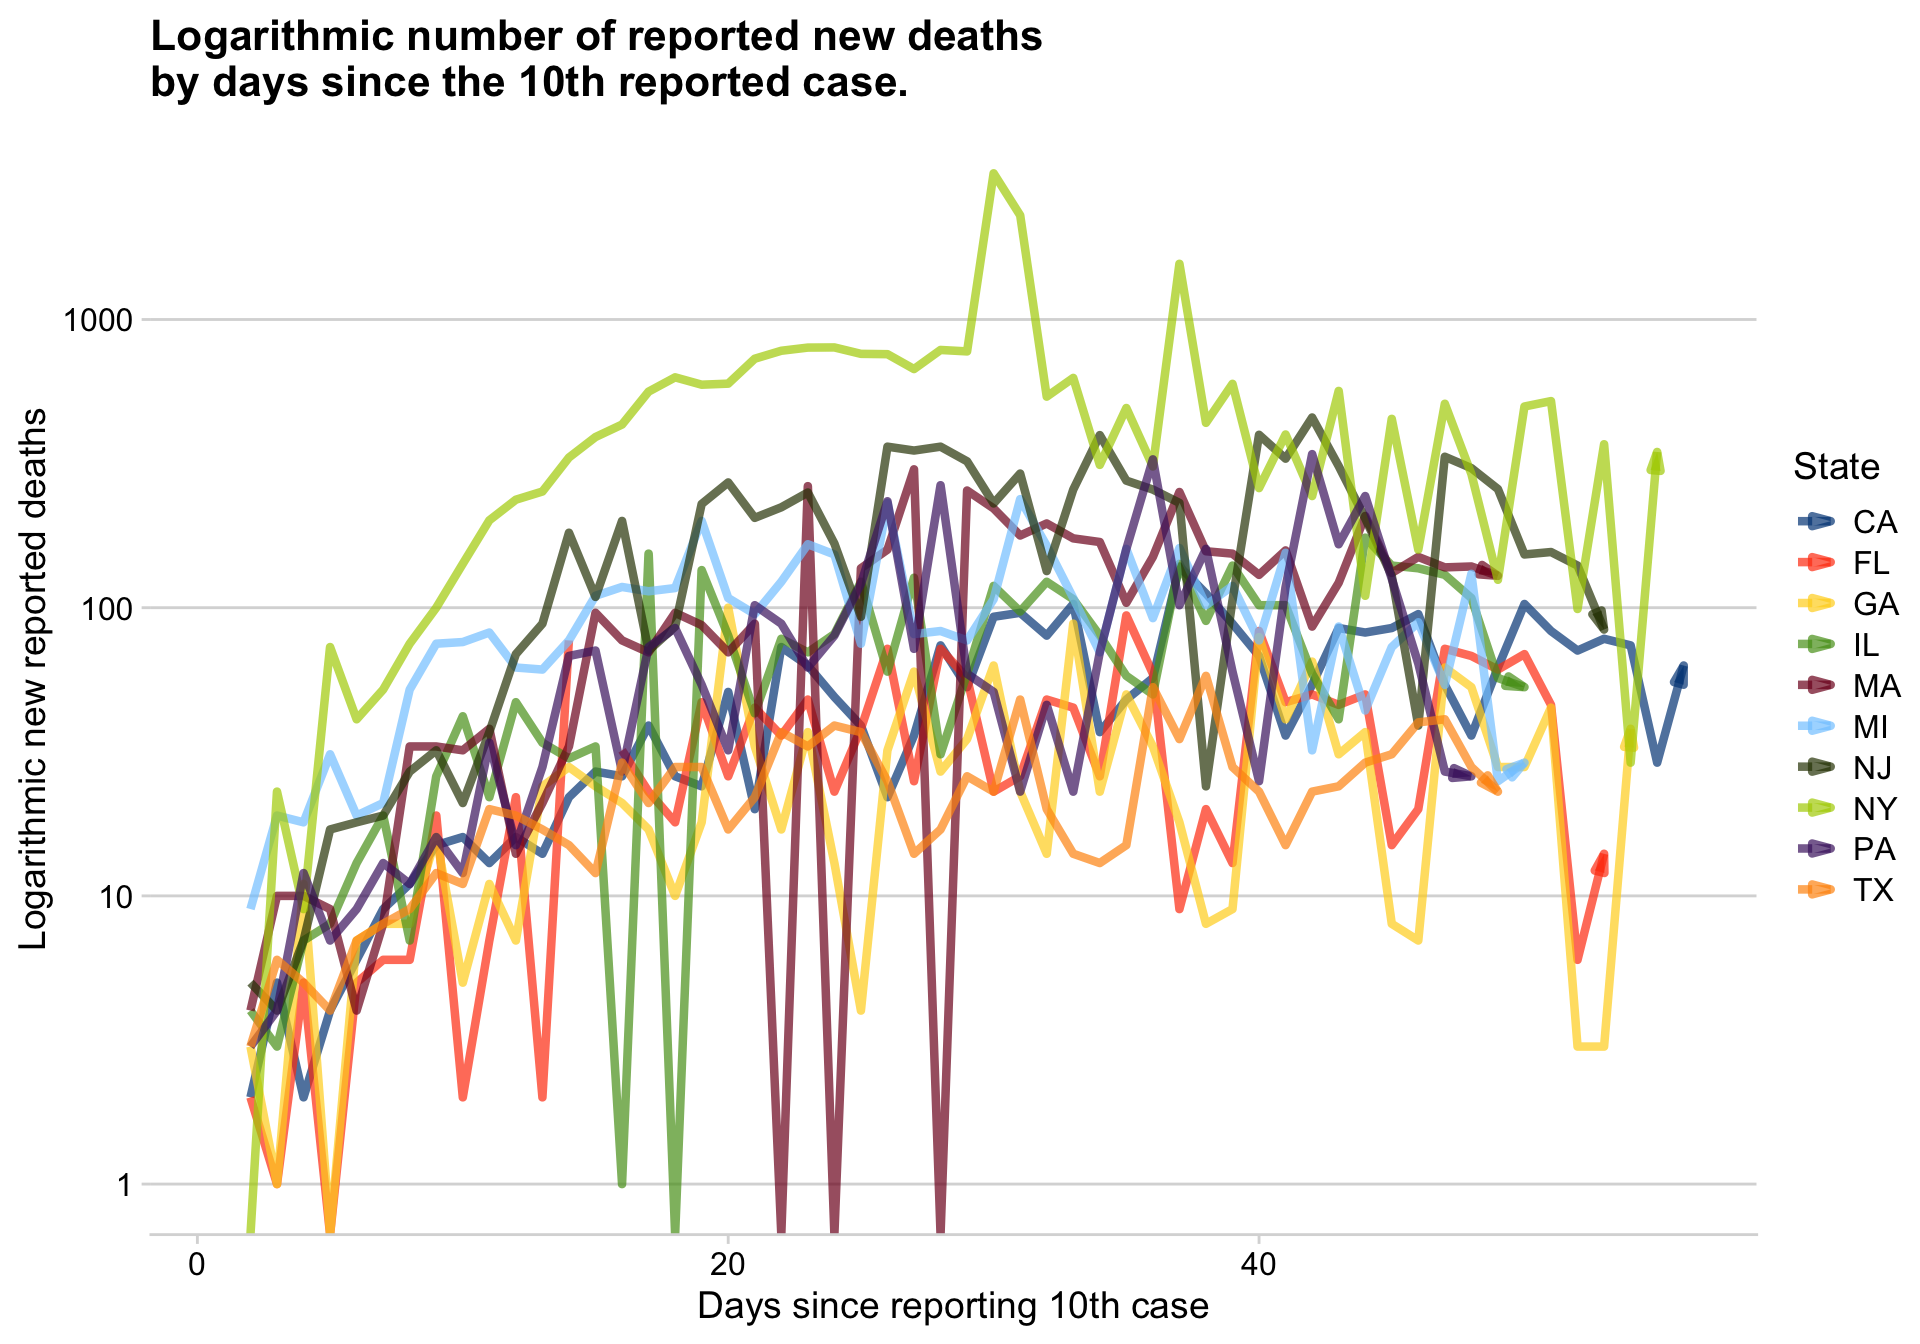 Logarithmic number of reported new deaths
by days since the 10th reported case.
Logarithmic new reported deaths
1000
100
10
1
0
20
40
Days since reporting 10th case
State
CA
FL
GA
IL
MA
MI
NJ
NY
PA
TX